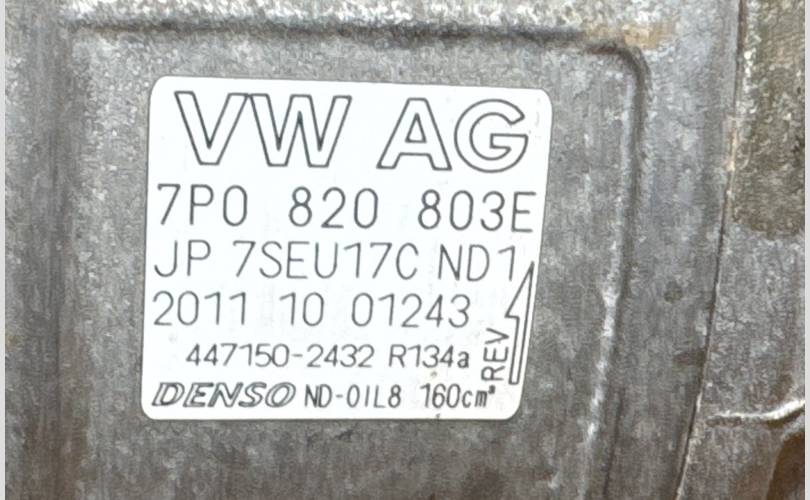 VW AG
7P0 820 803E
JP 7SEU17C ND1
2011 10 01243
447150-2432 R134a
REV
DENSO ND-OIL8 160cm³